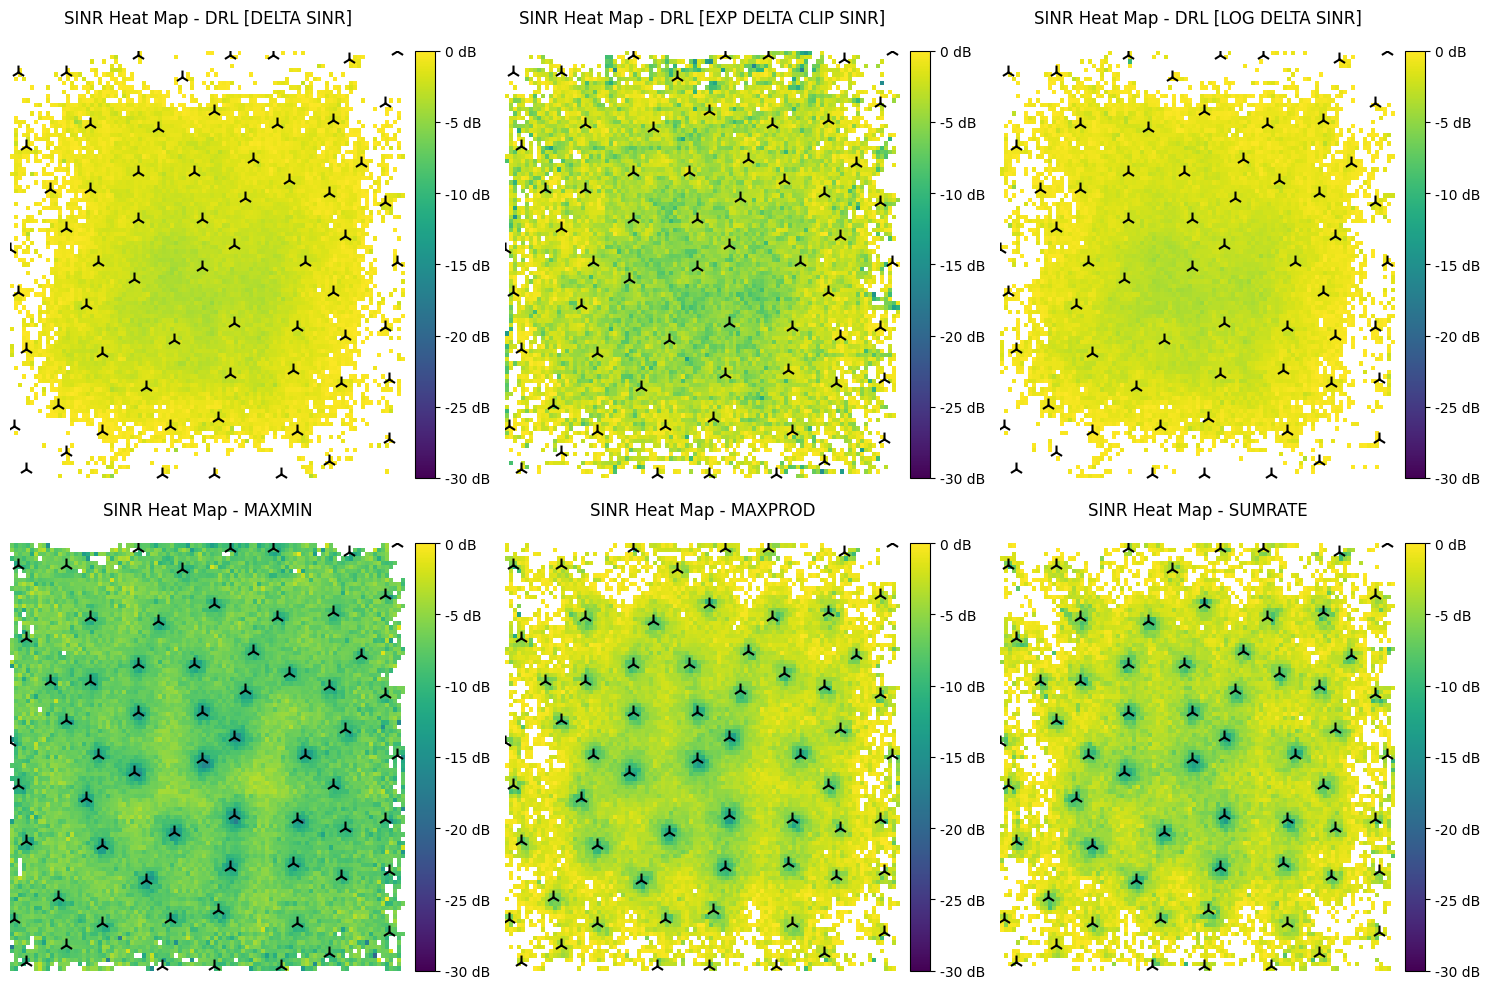 SINR Heat Map - DRL [DELTA SINR]
0 dB
-5 dB
-10 dB
-15 dB
-20 dB
-25 dB
-30 dB
SINR Heat Map - DRL [EXP DELTA CLIP SINR]
0 dB
-5 dB
-10 dB
-15 dB
-20 dB
-25 dB
-30 dB
SINR Heat Map - DRL [LOG DELTA SINR]
0 dB
-5 dB
-10 dB
-15 dB
-20 dB
-25 dB
-30 dB
SINR Heat Map - MAXMIN
0 dB
-5 dB
-10 dB
-15 dB
-20 dB
-25 dB
-30 dB
SINR Heat Map - MAXPROD
0 dB
-5 dB
-10 dB
-15 dB
-20 dB
-25 dB
-30 dB
SINR Heat Map - SUMRATE
0 dB
-5 dB
-10 dB
-15 dB
-20 dB
-25 dB
-30 dB